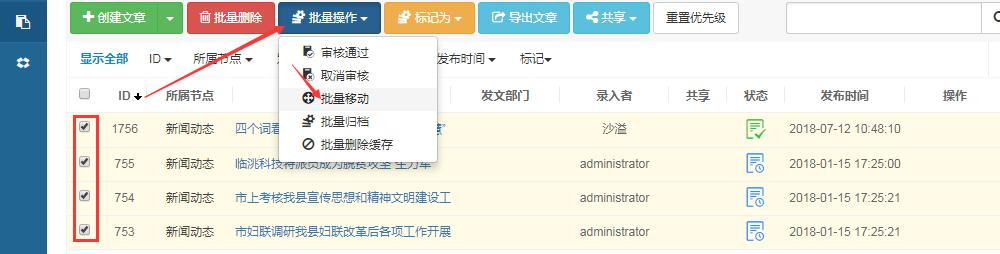 创建文章 批量删除 批量操作 标记为 导出文章 共享 重置优先级
显示全部 ID 所属节点 发布时间 标记
审核通过
取消审核
批量移动
批量归档
批量删除缓存
ID 所属节点 发文部门 录入者 共享 状态 发布时间 操作
1756 新闻动态 四个词看 沙溢 2018-07-12 10:48:10
755 新闻动态 临洮科技特派员成为脱贫攻坚"生力军" administrator 2018-01-15 17:25:00
754 新闻动态 市上考核我县宣传思想和精神文明建设工 administrator 2018-01-15 17:25:21
753 新闻动态 市妇联调研我县妇联改革后各项工作开展 administrator 2018-01-15 17:25:21